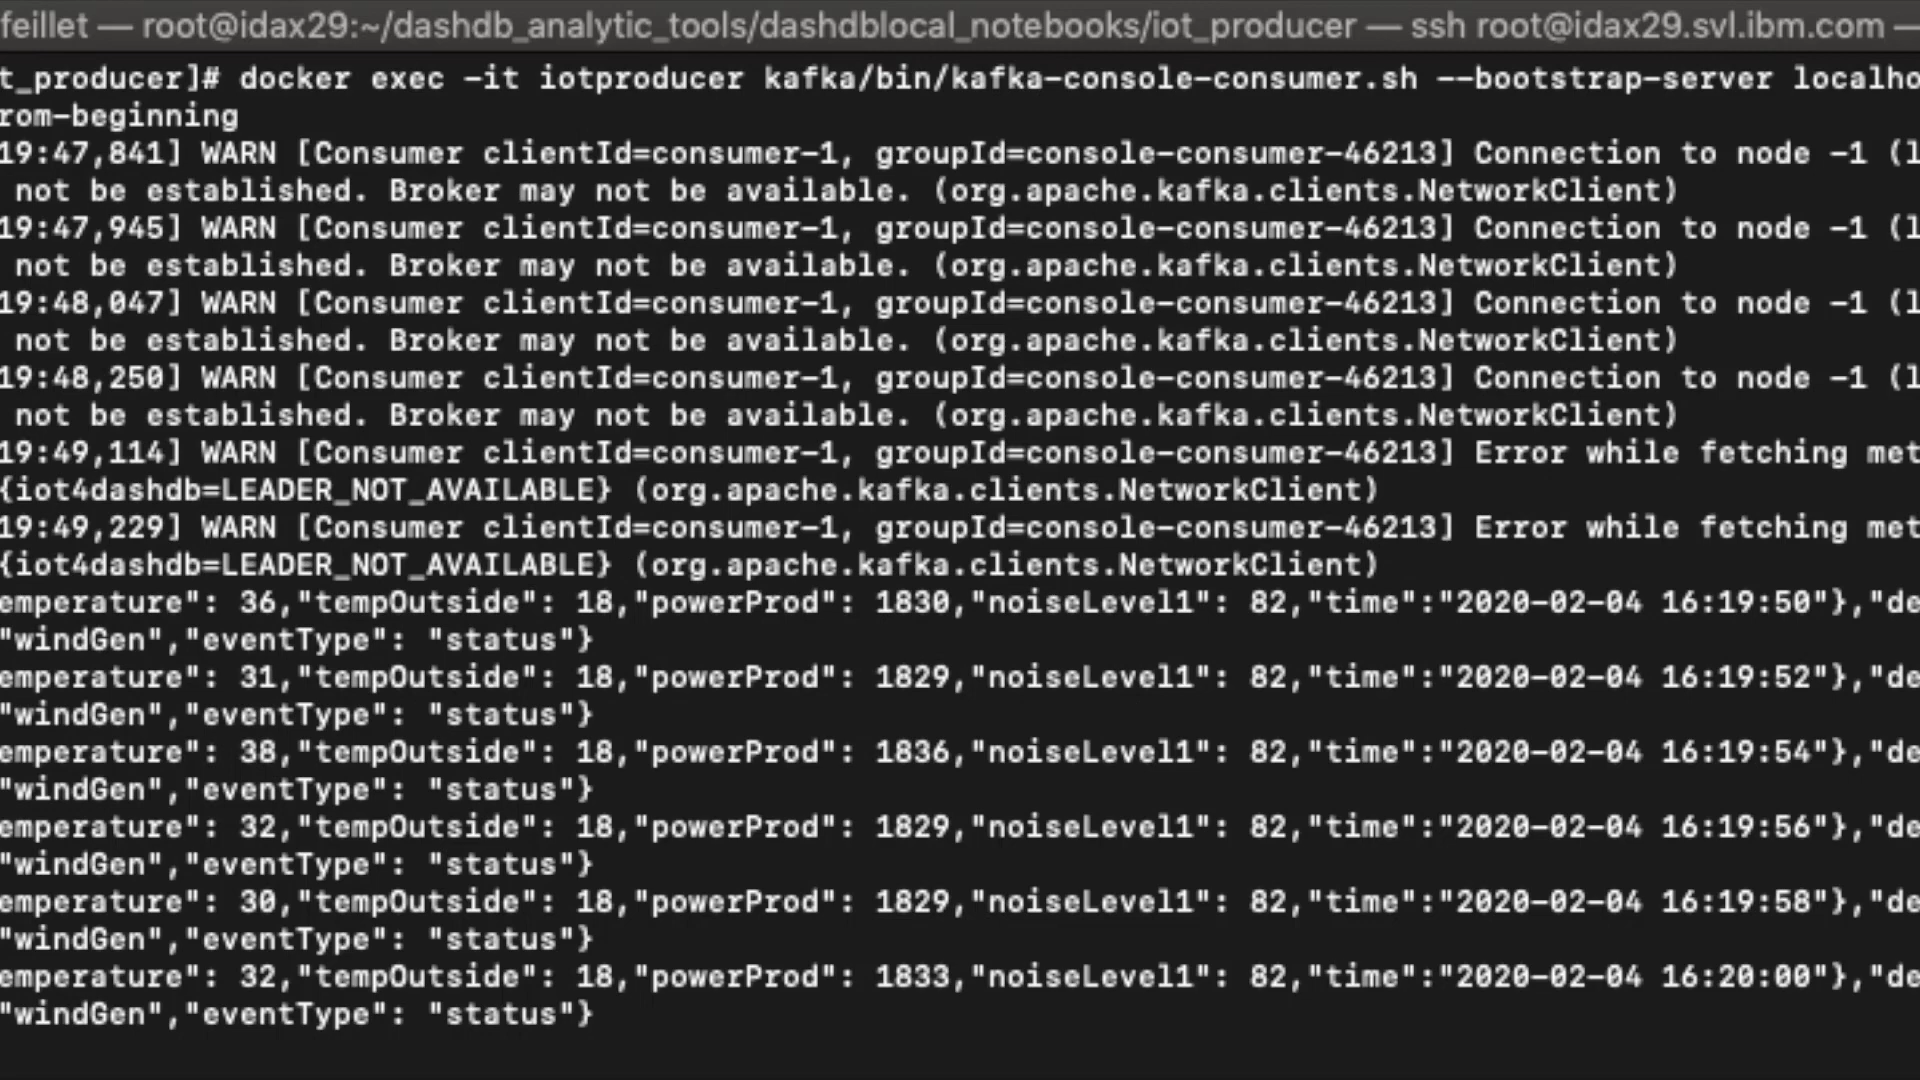 feillet — root@idax29:~/dashdb_analytic_tools/dashdblocal_notebooks/iot_producer — ssh root@idax29.svl.ibm.com —
t_producer]# docker exec -it iotproducer kafka/bin/kafka-console-consumer.sh --bootstrap-server localho
rom-beginning
19:47,841] WARN [Consumer clientId=consumer-1, groupId=console-consumer-46213] Connection to node -1 (l
not be established. Broker may not be available. (org.apache.kafka.clients.NetworkClient)
19:47,945] WARN [Consumer clientId=consumer-1, groupId=console-consumer-46213] Connection to node -1 (l
not be established. Broker may not be available. (org.apache.kafka.clients.NetworkClient)
19:48,047] WARN [Consumer clientId=consumer-1, groupId=console-consumer-46213] Connection to node -1 (l
not be established. Broker may not be available. (org.apache.kafka.clients.NetworkClient)
19:48,250] WARN [Consumer clientId=consumer-1, groupId=console-consumer-46213] Connection to node -1 (l
not be established. Broker may not be available. (org.apache.kafka.clients.NetworkClient)
19:49,114] WARN [Consumer clientId=consumer-1, groupId=console-consumer-46213] Error while fetching met
{iot4dashdb=LEADER_NOT_AVAILABLE} (org.apache.kafka.clients.NetworkClient)
19:49,229] WARN [Consumer clientId=consumer-1, groupId=console-consumer-46213] Error while fetching met
{iot4dashdb=LEADER_NOT_AVAILABLE} (org.apache.kafka.clients.NetworkClient)
emperature": 36,"tempOutside": 18,"powerProd": 1830,"noiseLevel1": 82,"time":"2020-02-04 16:19:50"},"de
"windGen","eventType": "status"}
emperature": 31,"tempOutside": 18,"powerProd": 1829,"noiseLevel1": 82,"time":"2020-02-04 16:19:52"},"de
"windGen","eventType": "status"}
emperature": 38,"tempOutside": 18,"powerProd": 1836,"noiseLevel1": 82,"time":"2020-02-04 16:19:54"},"de
"windGen","eventType": "status"}
emperature": 32,"tempOutside": 18,"powerProd": 1829,"noiseLevel1": 82,"time":"2020-02-04 16:19:56"},"de
"windGen","eventType": "status"}
emperature": 30,"tempOutside": 18,"powerProd": 1829,"noiseLevel1": 82,"time":"2020-02-04 16:19:58"},"de
"windGen","eventType": "status"}
emperature": 32,"tempOutside": 18,"powerProd": 1833,"noiseLevel1": 82,"time":"2020-02-04 16:20:00"},"de
"windGen","eventType": "status"}